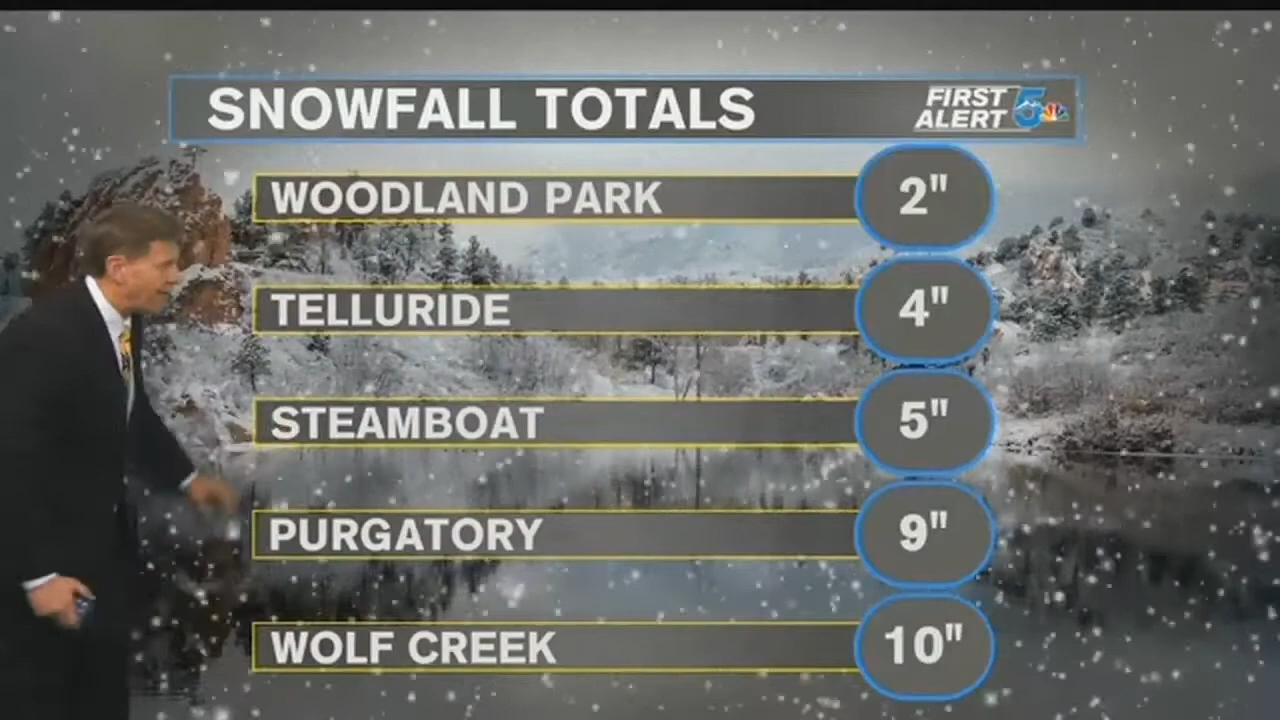 SNOWFALL TOTALS
FIRST
ALERT 5
WOODLAND PARK 2"
TELLURIDE 4"
STEAMBOAT 5"
PURGATORY 9"
WOLF CREEK 10"